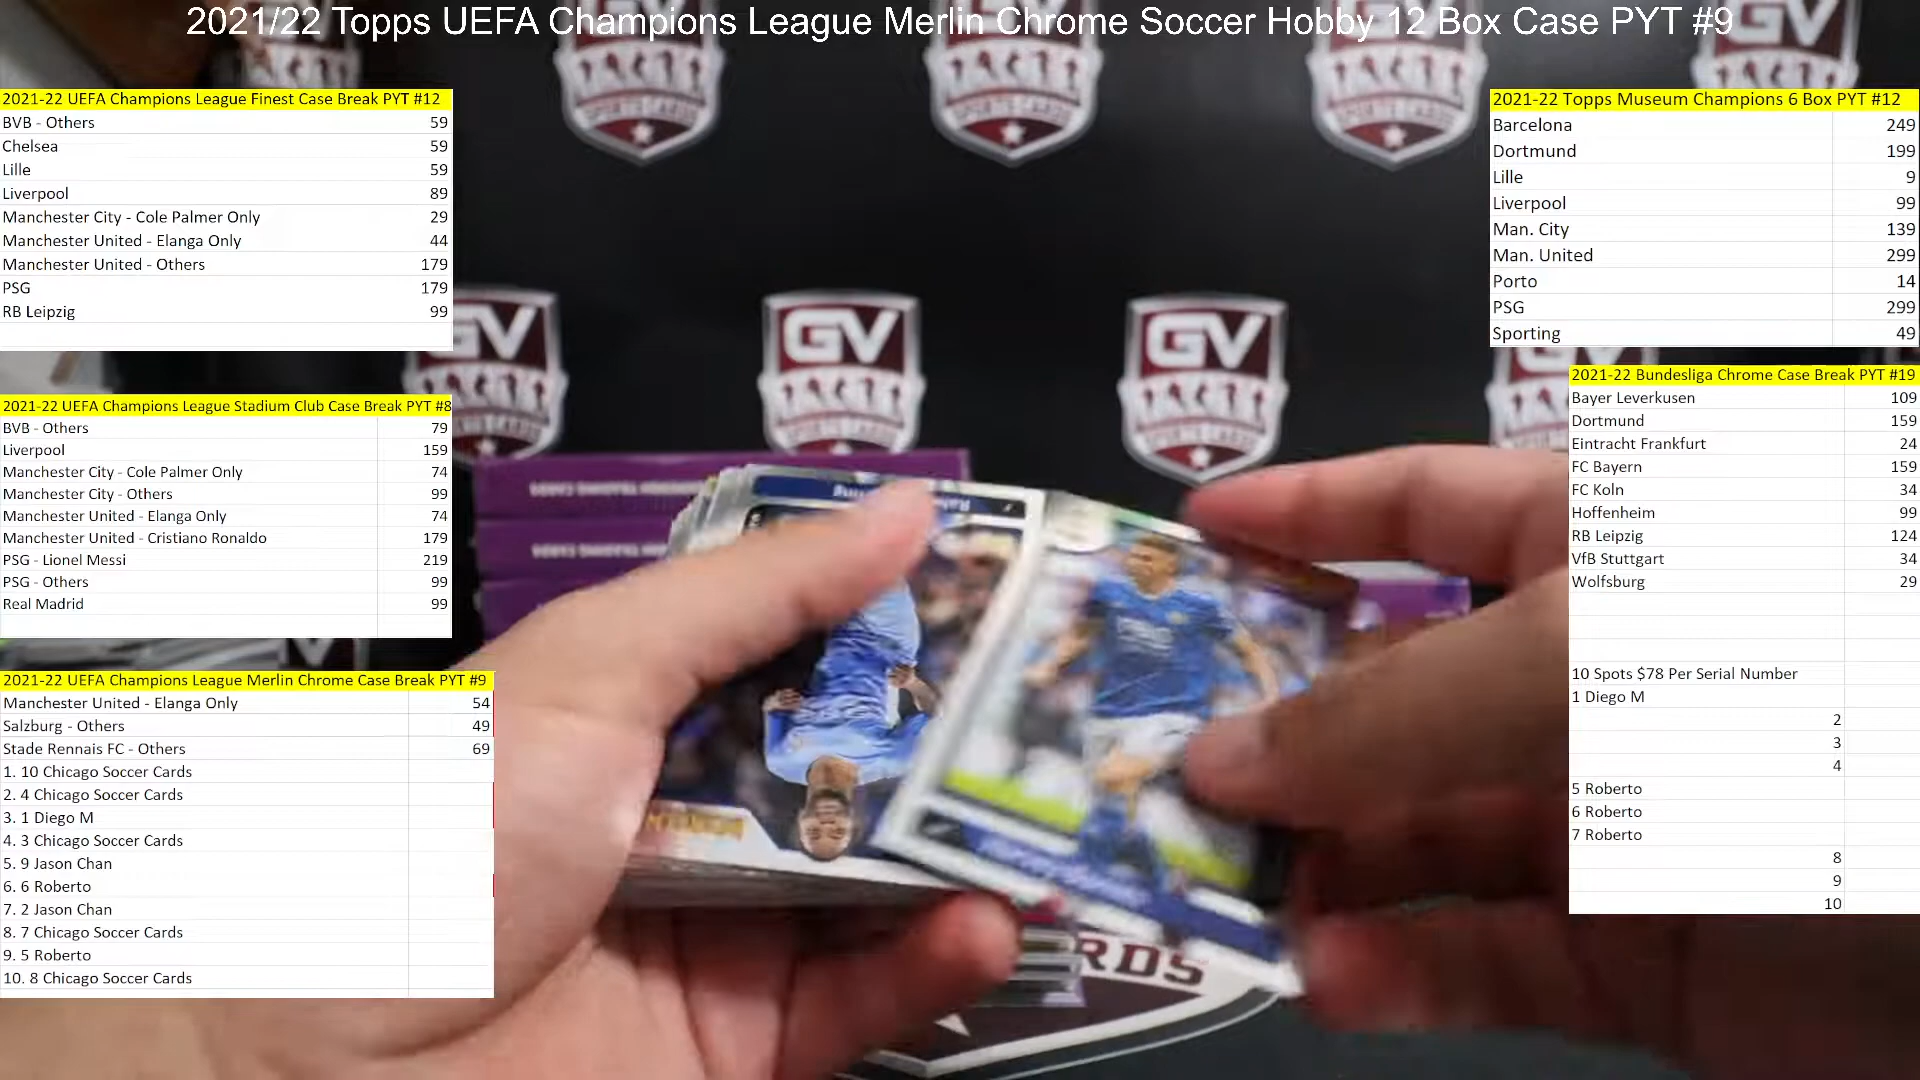 2021/22 Topps UEFA Champions League Merlin Chrome Soccer Hobby 12 Box Case PYT #9
2021-22 UEFA Champions League Finest Case Break PYT #12
BVB - Others 59
Chelsea 59
Lille 59
Liverpool 89
Manchester City - Cole Palmer Only 29
Manchester United - Elanga Only 44
Manchester United - Others 179
PSG 179
RB Leipzig 99
2021-22 UEFA Champions League Stadium Club Case Break PYT #8
BVB - Others 79
Liverpool 159
Manchester City - Cole Palmer Only 74
Manchester City - Others 99
Manchester United - Elanga Only 74
Manchester United - Cristiano Ronaldo 179
PSG - Lionel Messi 219
PSG - Others 99
Real Madrid 99
2021-22 UEFA Champions League Merlin Chrome Case Break PYT #9
Manchester United - Elanga Only 54
Salzburg - Others 49
Stade Rennais FC - Others 69
1. 10 Chicago Soccer Cards
2. 4 Chicago Soccer Cards
3. 1 Diego M
4. 3 Chicago Soccer Cards
5. 9 Jason Chan
6. 6 Roberto
7. 2 Jason Chan
8. 7 Chicago Soccer Cards
9. 5 Roberto
10. 8 Chicago Soccer Cards
2021-22 Topps Museum Champions 6 Box PYT #12
Barcelona 249
Dortmund 199
Lille 9
Liverpool 99
Man. City 139
Man. United 299
Porto 14
PSG 299
Sporting 49
2021-22 Bundesliga Chrome Case Break PYT #19
Bayer Leverkusen 109
Dortmund 159
Eintracht Frankfurt 24
FC Bayern 159
FC Koln 34
Hoffenheim 99
RB Leipzig 124
VfB Stuttgart 34
Wolfsburg 29
10 Spots $78 Per Serial Number
1 Diego M
2
3
4
5 Roberto
6 Roberto
7 Roberto
8
9
10
GV
GV
GV
GV
RDS